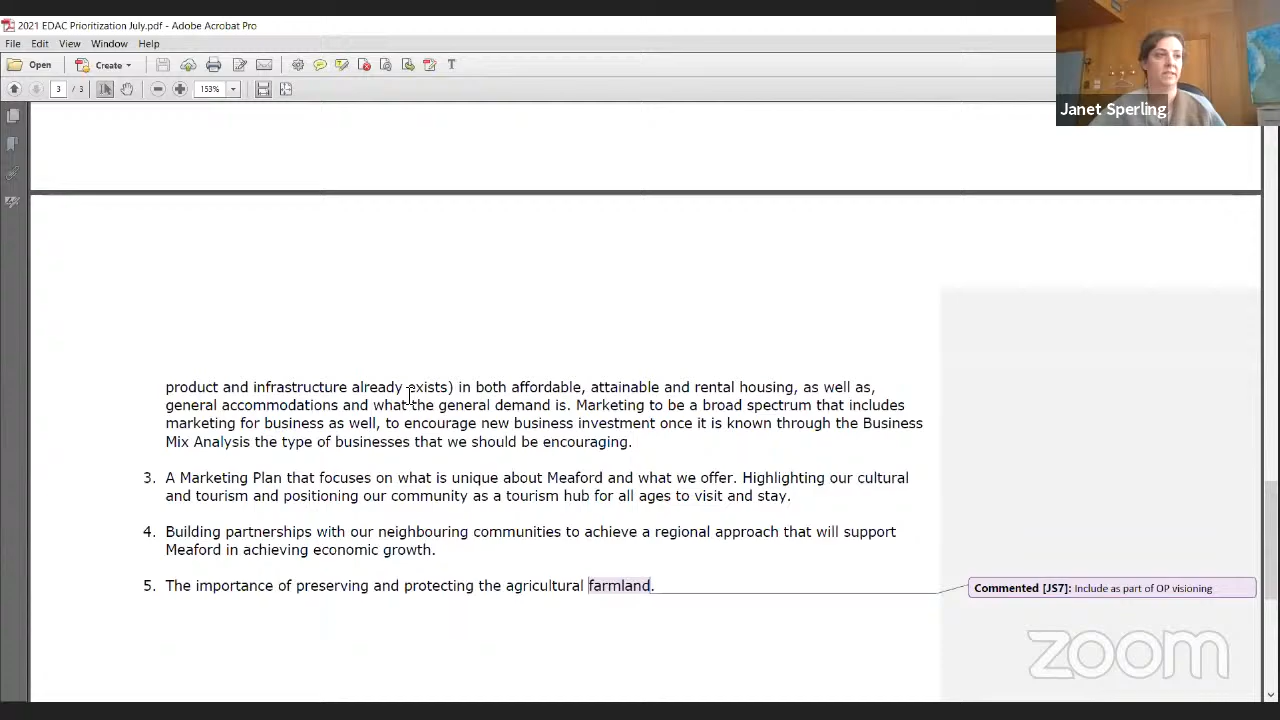 2021 EDAC Prioritization July.pdf - Adobe Acrobat Pro
File Edit View Window Help
Open Create
3 / 3 153%
Janet Sperling
product and infrastructure already exists) in both affordable, attainable and rental housing, as well as,
general accommodations and what the general demand is. Marketing to be a broad spectrum that includes
marketing for business as well, to encourage new business investment once it is known through the Business
Mix Analysis the type of businesses that we should be encouraging.
3. A Marketing Plan that focuses on what is unique about Meaford and what we offer. Highlighting our cultural
and tourism and positioning our community as a tourism hub for all ages to visit and stay.
4. Building partnerships with our neighbouring communities to achieve a regional approach that will support
Meaford in achieving economic growth.
5. The importance of preserving and protecting the agricultural farmland.
Commented [JS7]: Include as part of OP visioning
zoom